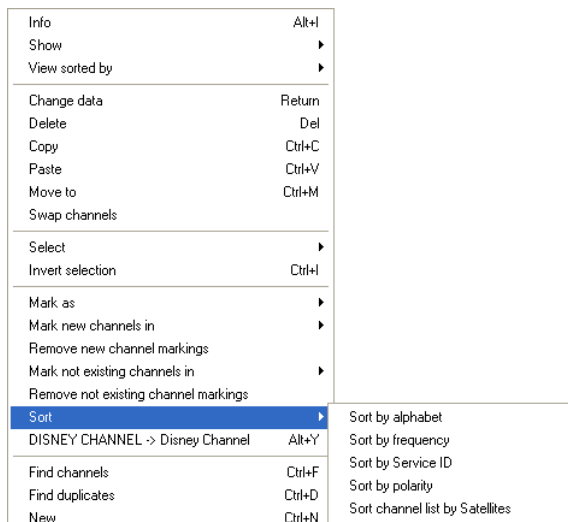 Info Alt+I
Show
View sorted by
Change data Return
Delete Del
Copy Ctrl+C
Paste Ctrl+V
Move to Ctrl+M
Swap channels
Select
Invert selection Ctrl+I
Mark as
Mark new channels in
Remove new channel markings
Mark not existing channels in
Remove not existing channel markings
Sort
DISNEY CHANNEL -> Disney Channel Alt+Y
Find channels Ctrl+F
Find duplicates Ctrl+D
New Ctrl+N
Sort by alphabet
Sort by frequency
Sort by Service ID
Sort by polarity
Sort channel list by Satellites